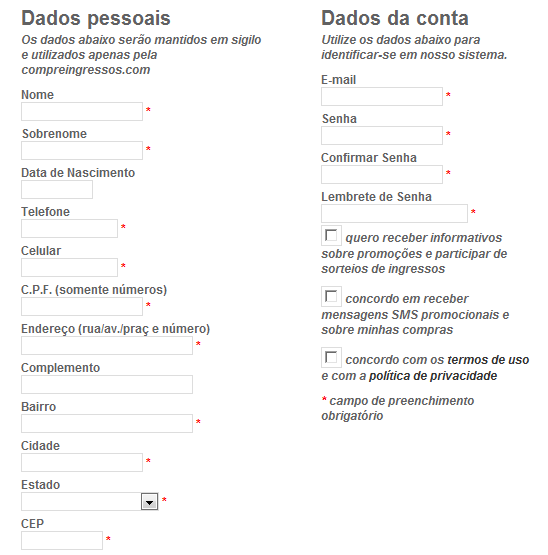 Dados pessoais
Os dados abaixo serão mantidos em sigilo
e utilizados apenas pela
compreingressos.com
Nome
*
Sobrenome
*
Data de Nascimento
Telefone
*
Celular
*
C.P.F. (somente números)
*
Endereço (rua/av./praç e número)
*
Complemento
Bairro
*
Cidade
*
Estado
*
CEP
*
Dados da conta
Utilize os dados abaixo para
identificar-se em nosso sistema.
E-mail
*
Senha
*
Confirmar Senha
*
Lembrete de Senha
*
quero receber informativos
sobre promoções e participar de
sorteios de ingressos
concordo em receber
mensagens SMS promocionais e
sobre minhas compras
concordo com os termos de uso
e com a política de privacidade
* campo de preenchimento
obrigatório